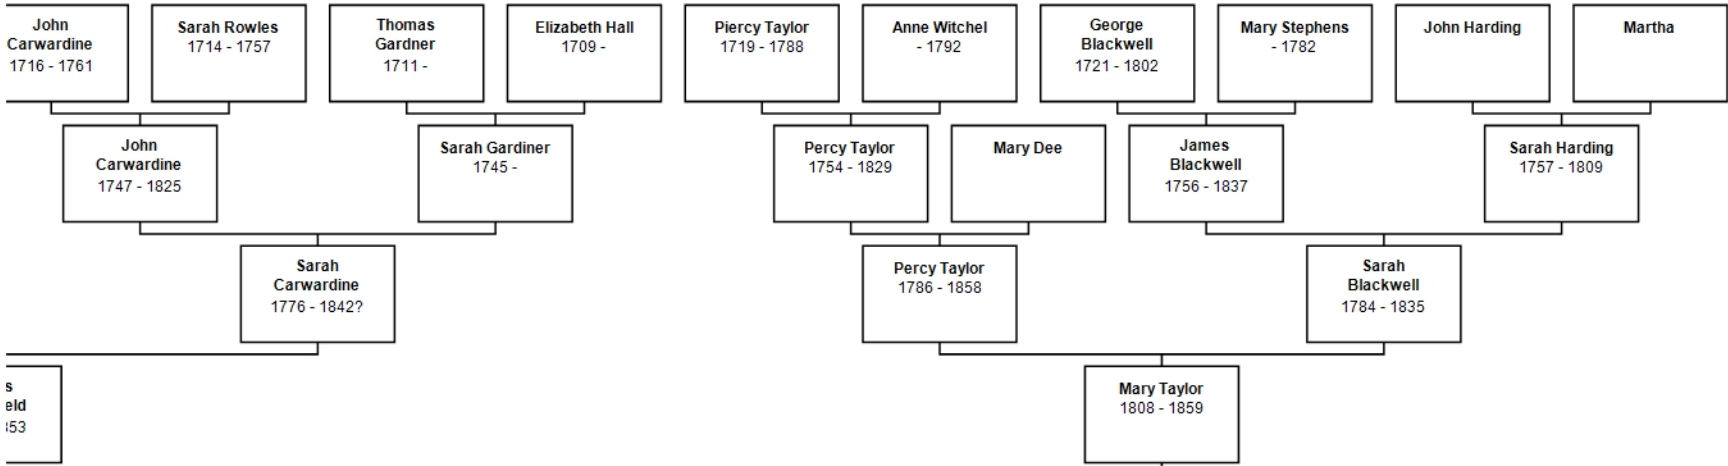 John
Carwardine
1716 - 1761
Sarah Rowles
1714 - 1757
Thomas
Gardner
1711 -
Elizabeth Hall
1709 -
Piercy Taylor
1719 - 1788
Anne Witchel
- 1792
George
Blackwell
1721 - 1802
Mary Stephens
- 1782
John Harding
Martha
John
Carwardine
1747 - 1825
Sarah Gardiner
1745 -
Percy Taylor
1754 - 1829
Mary Dee
James
Blackwell
1756 - 1837
Sarah Harding
1757 - 1809
Sarah
Carwardine
1776 - 1842?
Percy Taylor
1786 - 1858
Sarah
Blackwell
1784 - 1835
s
eld
353
Mary Taylor
1808 - 1859